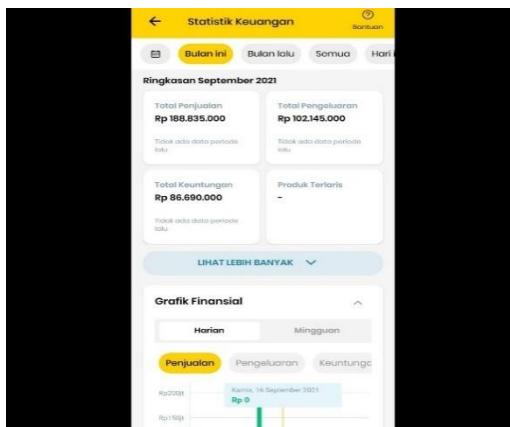 Statistik Keuangan
Bantuan
Bulan ini Bulan lalu Semua Hari i
Ringkasan September 2021
Total Penjualan
Rp 188.835.000
Tidak ada data periode
lalu
Total Pengeluaran
Rp 102.145.000
Tidak ada data periode
lalu
Total Keuntungan
Rp 86.690.000
Tidak ada data periode
lalu
Produk Terlaris
-
LIHAT LEBIH BANYAK
Grafik Finansial
Harian Mingguan
Penjualan Pengeluaran Keuntungc
Rp200jt
Kamis, 16 September 2021
Rp 0
Rp150jt